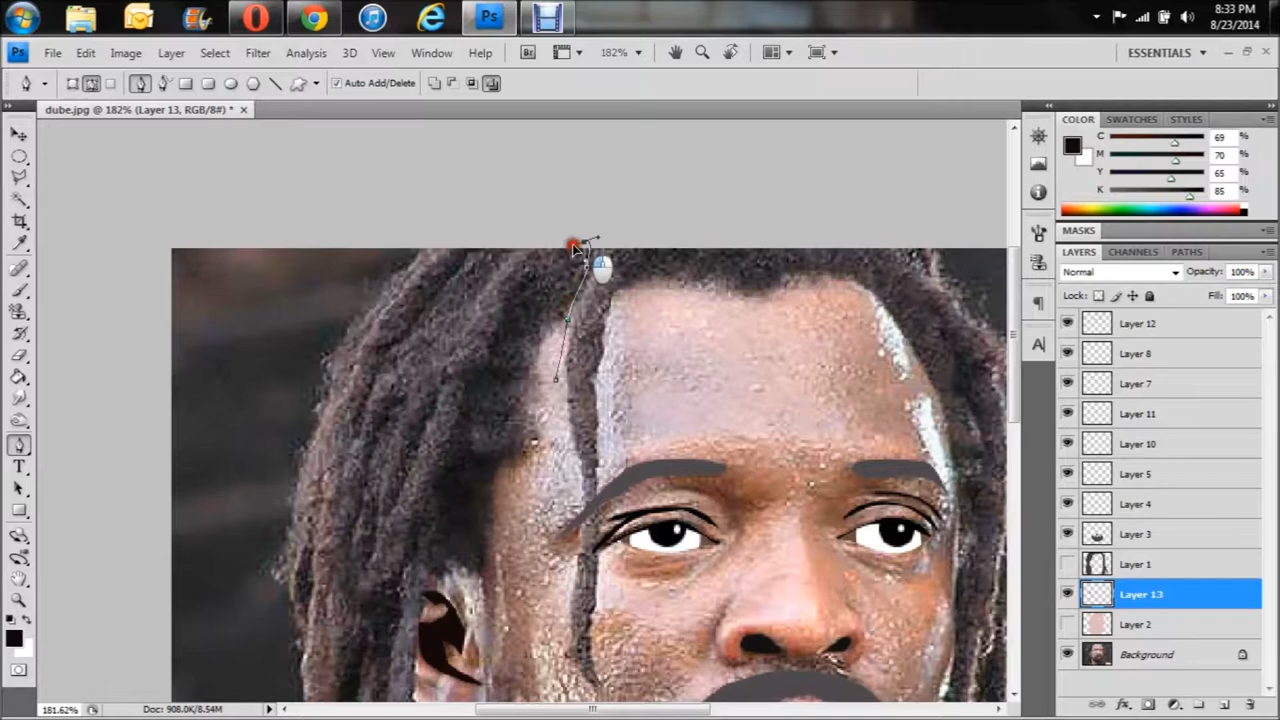 8:33 PM
8/23/2014
Ps
Ps File Edit Image Layer Select Filter Analysis 3D View Window Help Br 182% ESSENTIALS
Auto Add/Delete
dube.jpg @ 182% (Layer 13, RGB/8#) *
COLOR SWATCHES STYLES
C 69 %
M 70 %
Y 65 %
K 85 %
MASKS
LAYERS CHANNELS PATHS
Normal Opacity: 100%
Lock: Fill: 100%
Layer 12
Layer 8
Layer 7
Layer 11
Layer 10
Layer 5
Layer 4
Layer 3
Layer 1
Layer 13
Layer 2
Background
181.62% Doc: 908.0K/8.54M